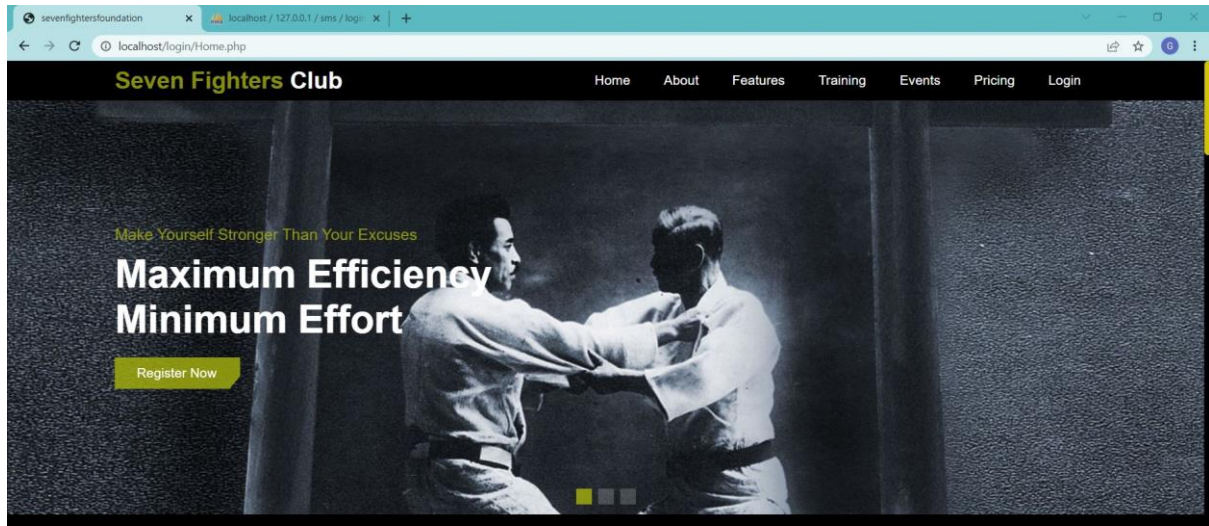 sevenfightersfoundation
localhost / 127.0.0.1 / sms / login
localhost/login/Home.php
G
Seven Fighters Club
Home About Features Training Events Pricing Login
Make Yourself Stronger Than Your Excuses
Maximum Efficiency
Minimum Effort
Register Now